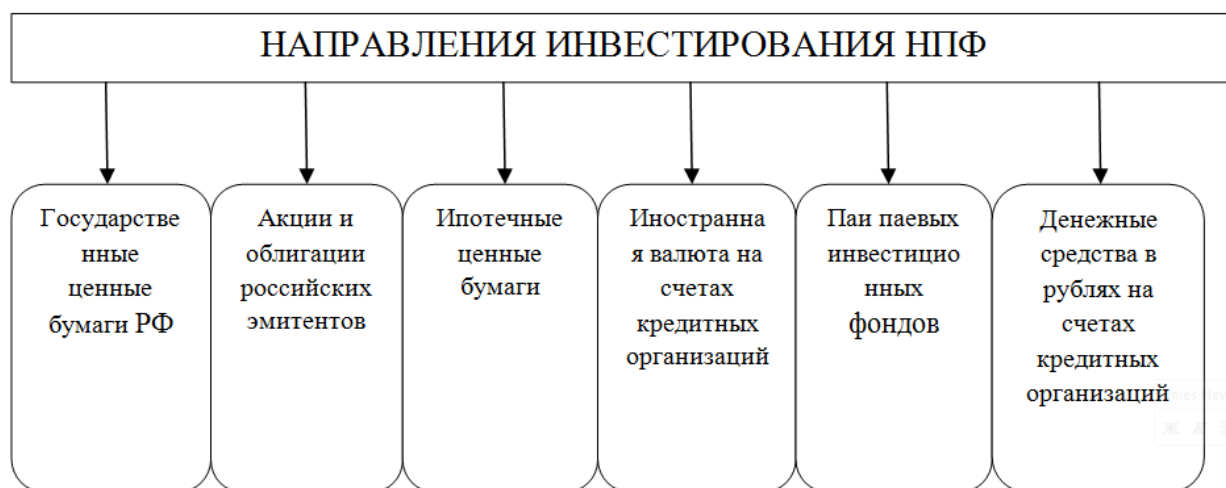 НАПРАВЛЕНИЯ ИНВЕСТИРОВАНИЯ НПФ
Государстве
нные
ценные
бумаги РФ
Акции и
облигации
российских
эмитентов
Ипотечные
ценные
бумаги
Иностранна
я валюта на
счетах
кредитных
организаций
Паи паевых
инвестицио
нных
фондов
Денежные
средства в
рублях на
счетах
кредитных
организаций